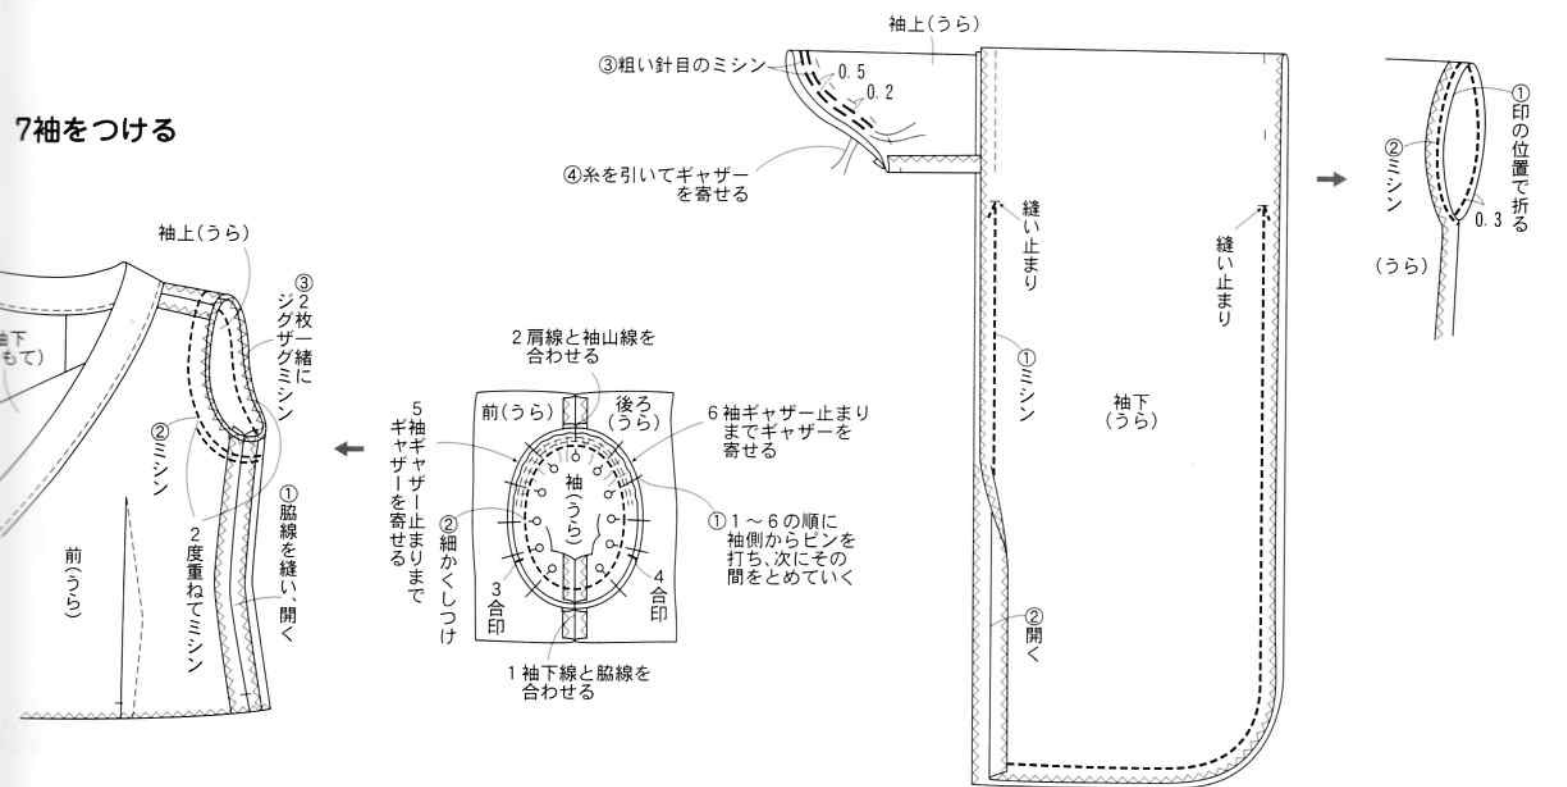 7袖をつける
袖上(うら)
③粗い針目のミシン
0.5
0.2
④糸を引いてギャザー
を寄せる
縫い止まり
縫い止まり
①ミシン
袖下
(うら)
②開く
①印の位置で折る
②ミシン
0.3
(うら)
2肩線と袖山線を
合わせる
前(うら)
後ろ
(うら)
袖(うら)
6袖ギャザー止まり
までギャザーを
寄せる
①1～6の順に
袖側からピンを
打ち、次にその
間をとめていく
5袖ギャザー止まりまで
ギャザーを寄せる
②細かくしつけ
3合印
4合印
1袖下線と脇線を
合わせる
袖上(うら)
③2枚一緒に
ジグザグミシン
②ミシン
2度重ねてミシン
①脇線を縫い、開く
前(うら)
袖下
もて)